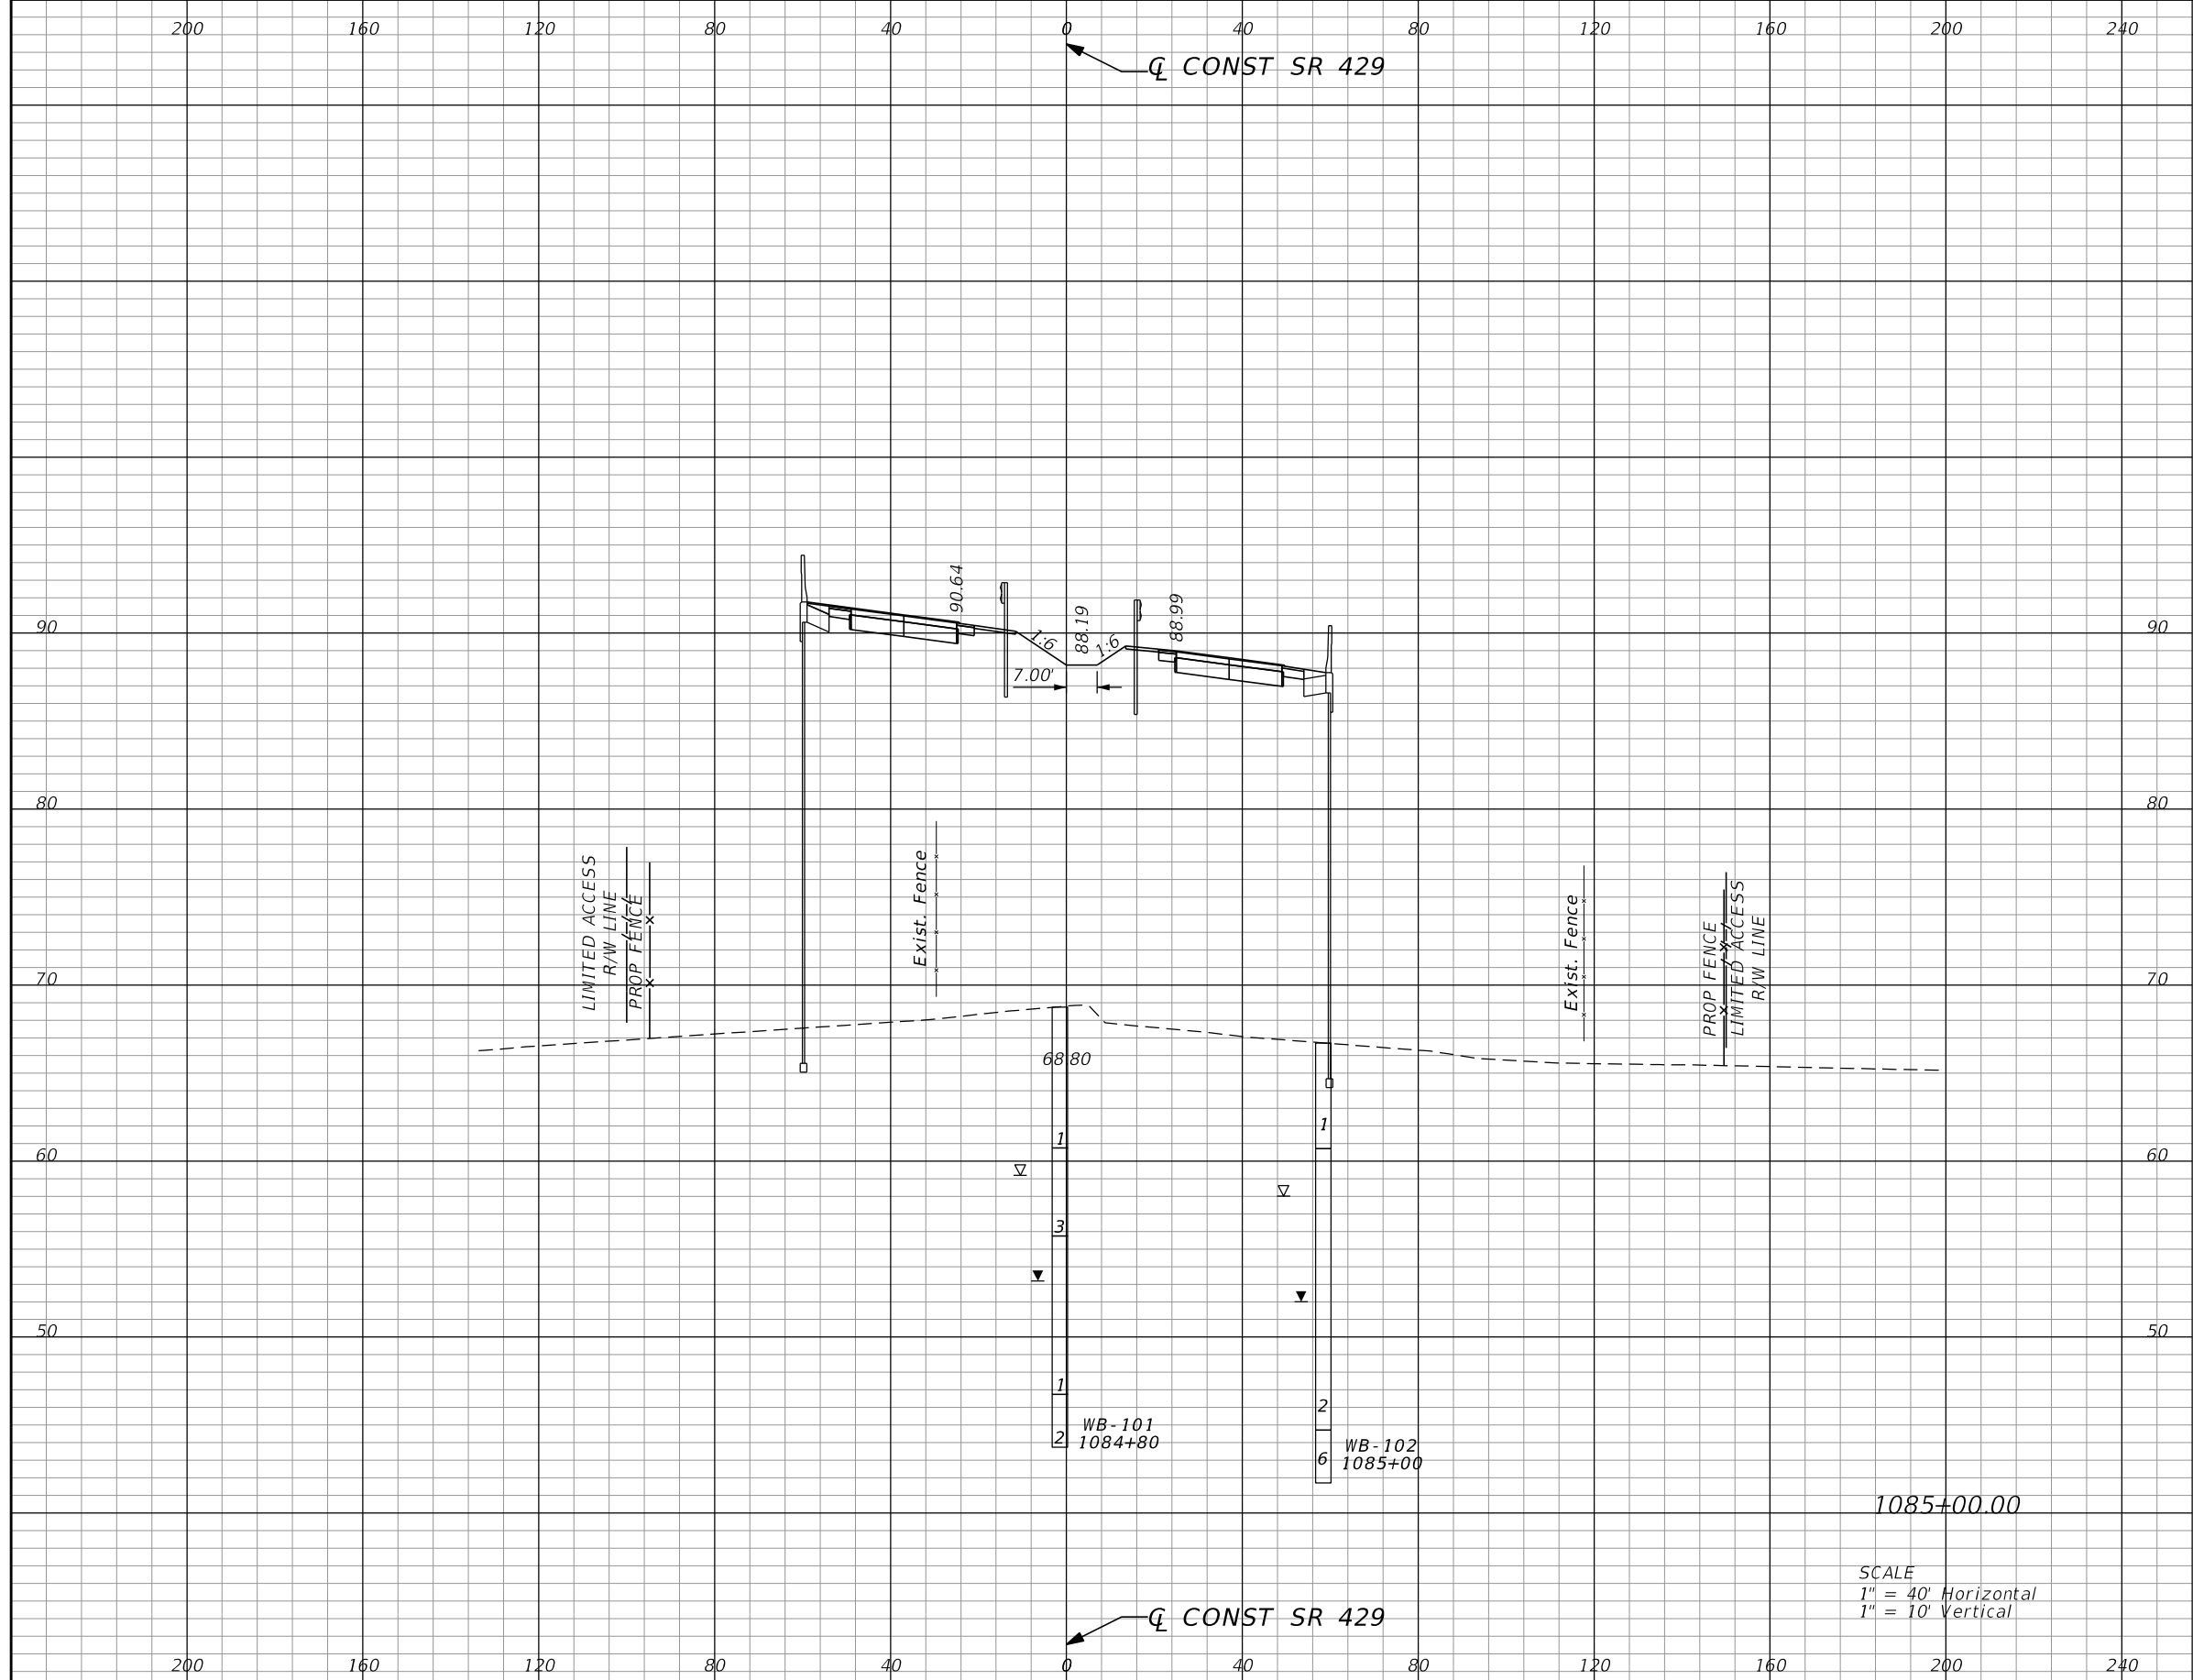 200 160 120 80 40 0 40 80 120 160 200 240
℄ CONST SR 429
90.64
88.99
88.19
1:6
1:6
90 90
7.00'
80 80
LIMITED ACCESS
R/W LINE
PROP FENCE
Exist. Fence
Exist. Fence
PROP FENCE
LIMITED ACCESS
R/W LINE
70 70
68.80
1
1
60 60
3
50 50
1
2
2
WB-101
1084+80
6
WB-102
1085+00
1085+00.00
SCALE
1" = 40' Horizontal
1" = 10' Vertical
℄ CONST SR 429
200 160 120 80 40 0 40 80 120 160 200 240